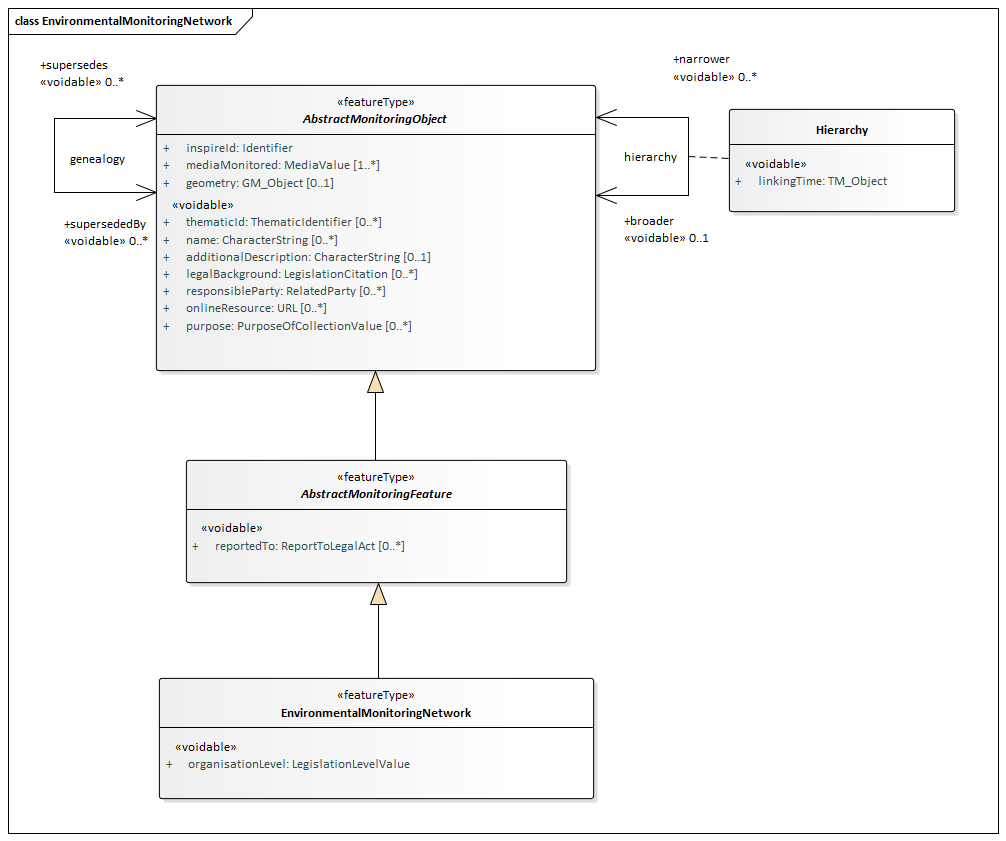 class EnvironmentalMonitoringNetwork
+supersedes
«voidable» 0..*
genealogy
+supersededBy
«voidable» 0..*
«featureType»
AbstractMonitoringObject
+ inspireId: Identifier
+ mediaMonitored: MediaValue [1..*]
+ geometry: GM_Object [0..1]
«voidable»
+ thematicId: ThematicIdentifier [0..*]
+ name: CharacterString [0..*]
+ additionalDescription: CharacterString [0..1]
+ legalBackground: LegislationCitation [0..*]
+ responsibleParty: RelatedParty [0..*]
+ onlineResource: URL [0..*]
+ purpose: PurposeOfCollectionValue [0..*]
+narrower
«voidable» 0..*
hierarchy
+broader
«voidable» 0..1
Hierarchy
«voidable»
+ linkingTime: TM_Object
«featureType»
AbstractMonitoringFeature
«voidable»
+ reportedTo: ReportToLegalAct [0..*]
«featureType»
EnvironmentalMonitoringNetwork
«voidable»
+ organisationLevel: LegislationLevelValue